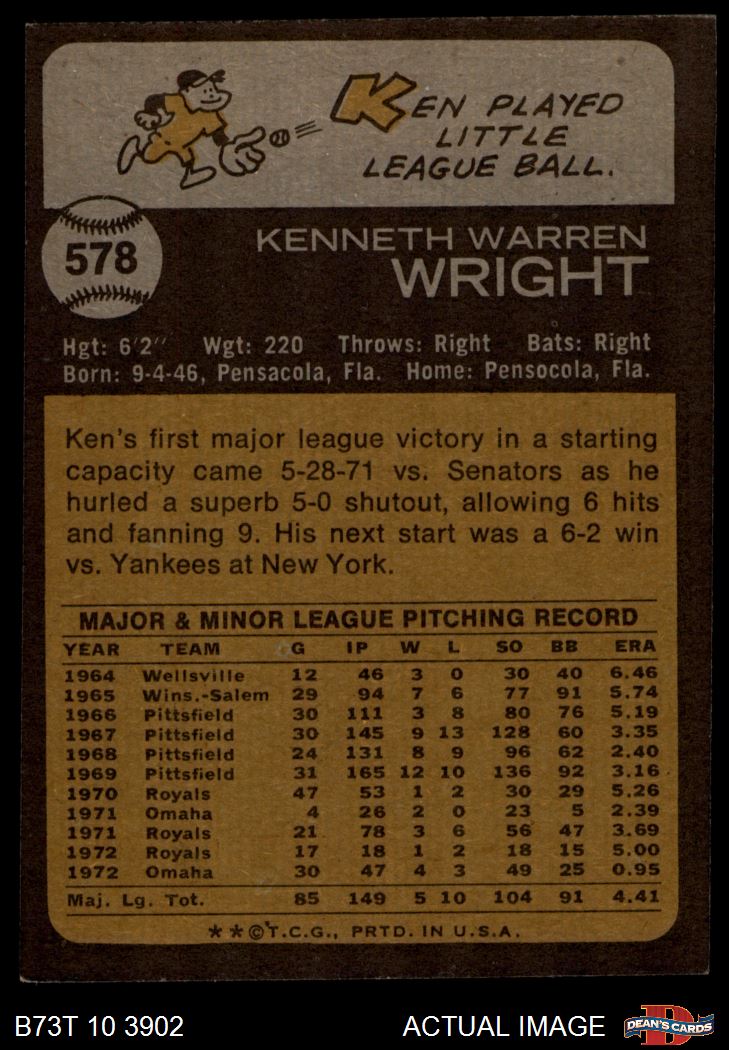 KEN PLAYED
LITTLE
LEAGUE BALL.
578
KENNETH WARREN
WRIGHT
Hgt: 6'2" Wgt: 220 Throws: Right Bats: Right
Born: 9-4-46, Pensacola, Fla. Home: Pensocola, Fla.
Ken's first major league victory in a starting
capacity came 5-28-71 vs. Senators as he
hurled a superb 5-0 shutout, allowing 6 hits
and fanning 9. His next start was a 6-2 win
vs. Yankees at New York.
MAJOR & MINOR LEAGUE PITCHING RECORD
YEAR TEAM G IP W L SO BB ERA
1964 Wellsville 12 46 3 0 30 40 6.46
1965 Wins.-Salem 29 94 7 6 77 91 5.74
1966 Pittsfield 30 111 3 8 80 76 5.19
1967 Pittsfield 30 145 9 13 128 60 3.35
1968 Pittsfield 24 131 8 9 96 62 2.40
1969 Pittsfield 31 165 12 10 136 92 3.16
1970 Royals 47 53 1 2 30 29 5.26
1971 Omaha 4 26 2 0 23 5 2.39
1971 Royals 21 78 3 6 56 47 3.69
1972 Royals 17 18 1 2 18 15 5.00
1972 Omaha 30 47 4 3 49 25 0.95
Maj. Lg. Tot. 85 149 5 10 104 91 4.41
**©T.C.G., PRTD. IN U.S.A.
B73T 10 3902 ACTUAL IMAGE DEAN'S CARDS